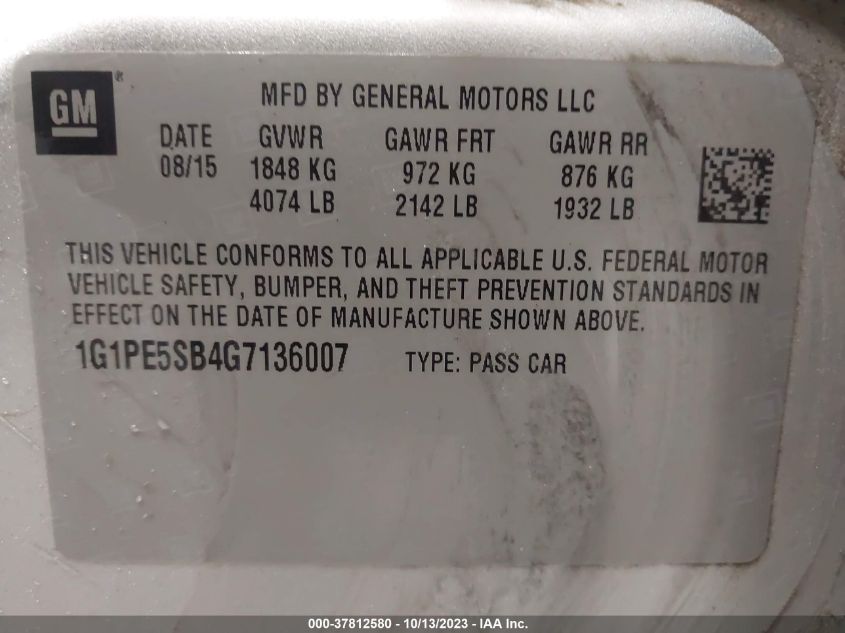 GM ®
MFD BY GENERAL MOTORS LLC
DATE GVWR GAWR FRT GAWR RR
08/15 1848 KG 972 KG 876 KG
4074 LB 2142 LB 1932 LB
THIS VEHICLE CONFORMS TO ALL APPLICABLE U.S. FEDERAL MOTOR
VEHICLE SAFETY, BUMPER, AND THEFT PREVENTION STANDARDS IN
EFFECT ON THE DATE OF MANUFACTURE SHOWN ABOVE.
1G1PE5SB4G7136007 TYPE: PASS CAR
000-37812580 - 10/13/2023 - IAA Inc.